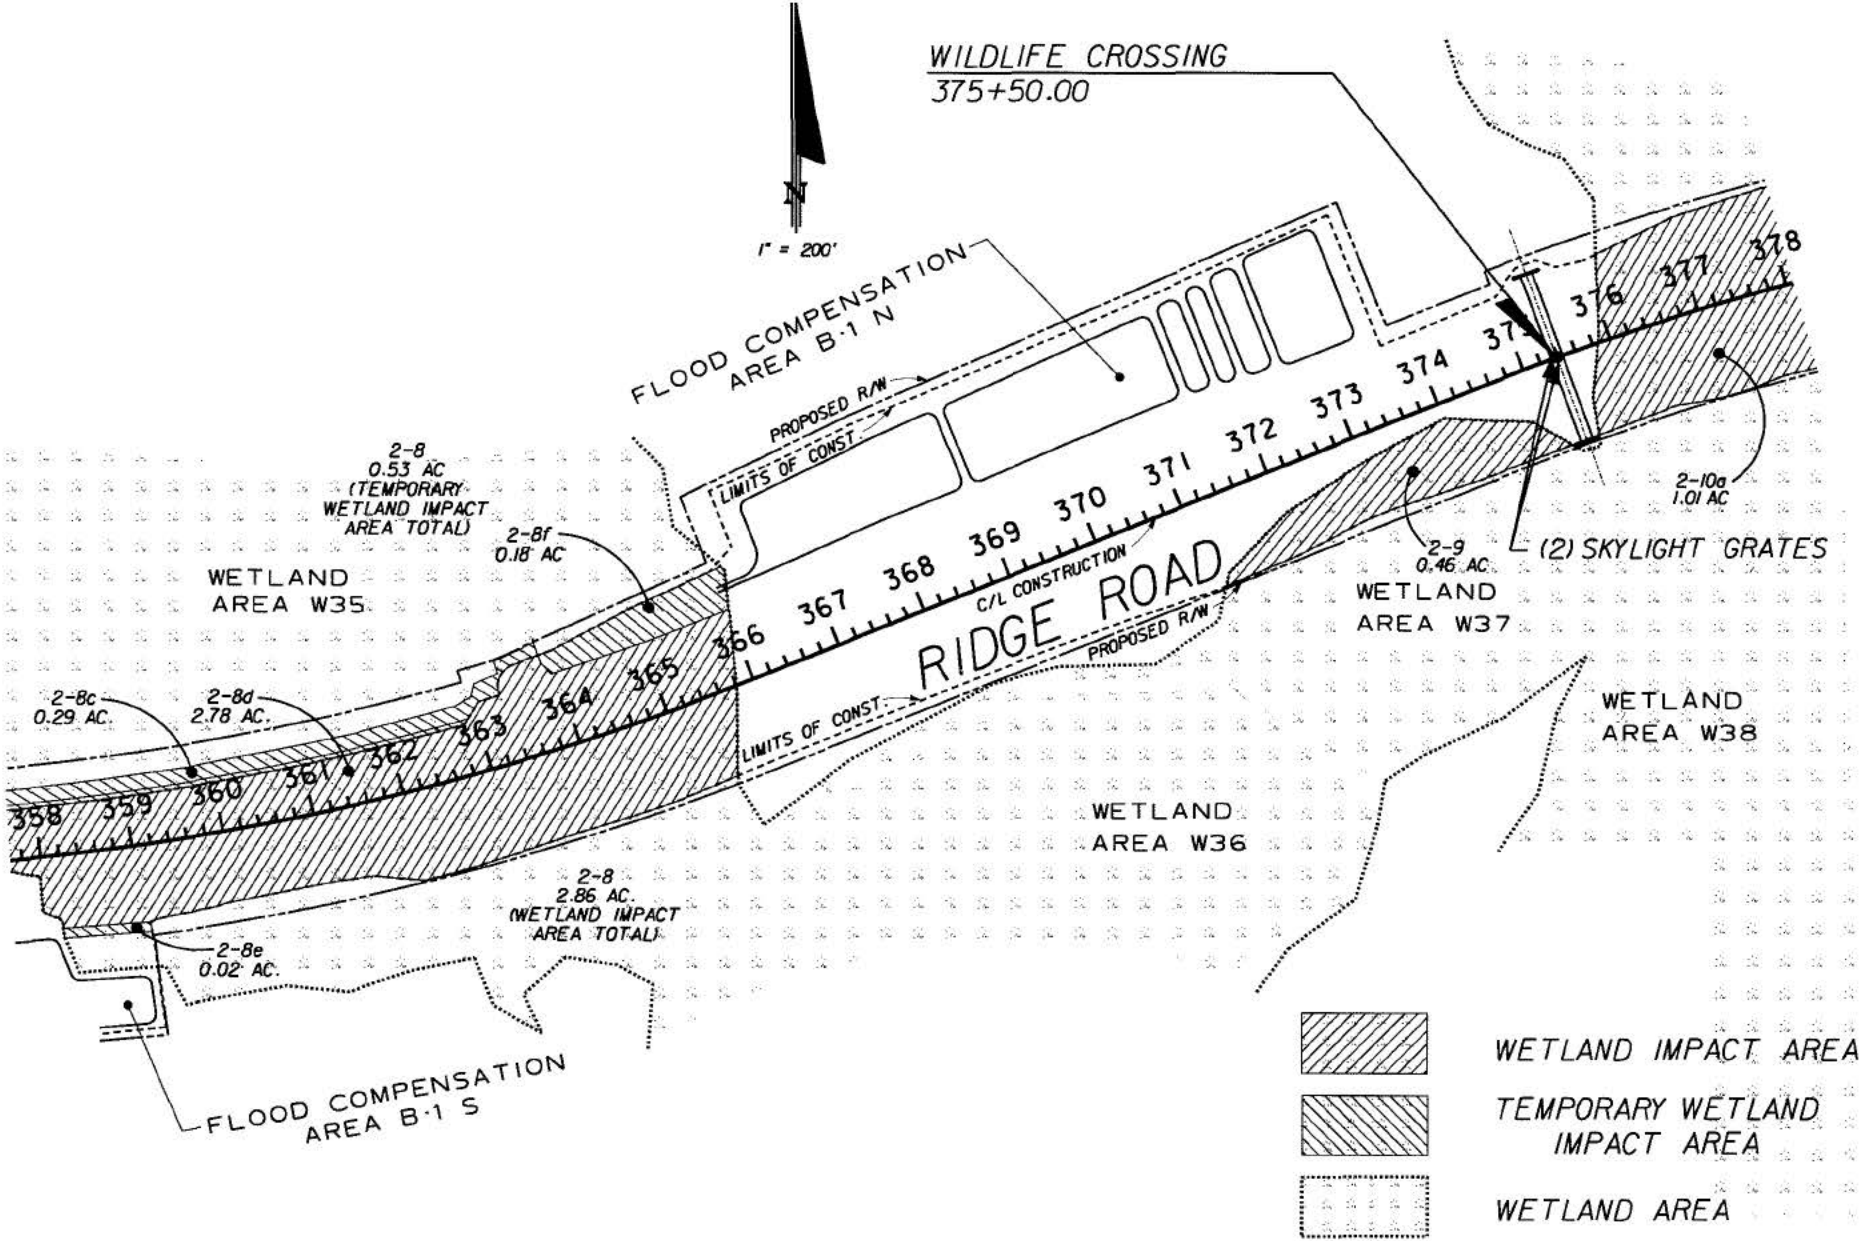 WILDLIFE CROSSING
375+50.00
N
1" = 200'
FLOOD COMPENSATION
AREA B-1 N
PROPOSED R/W
LIMITS OF CONST.
2-8
0.53 AC
(TEMPORARY
WETLAND IMPACT
AREA TOTAL)
2-8f
0.18 AC
WETLAND
AREA W35
2-8c
0.29 AC.
2-8d
2.78 AC.
358
359
360
361
362
363
364
365
366
367
368
369
370
371
372
373
374
375
376
377
378
C/L CONSTRUCTION
RIDGE ROAD
PROPOSED R/W
LIMITS OF CONST.
2-10a
1.01 AC
2-9
0.46 AC
(2) SKYLIGHT GRATES
WETLAND
AREA W37
WETLAND
AREA W38
WETLAND
AREA W36
2-8
2.86 AC.
(WETLAND IMPACT
AREA TOTAL)
2-8e
0.02 AC.
FLOOD COMPENSATION
AREA B-1 S
WETLAND IMPACT AREA
TEMPORARY WETLAND
IMPACT AREA
WETLAND AREA